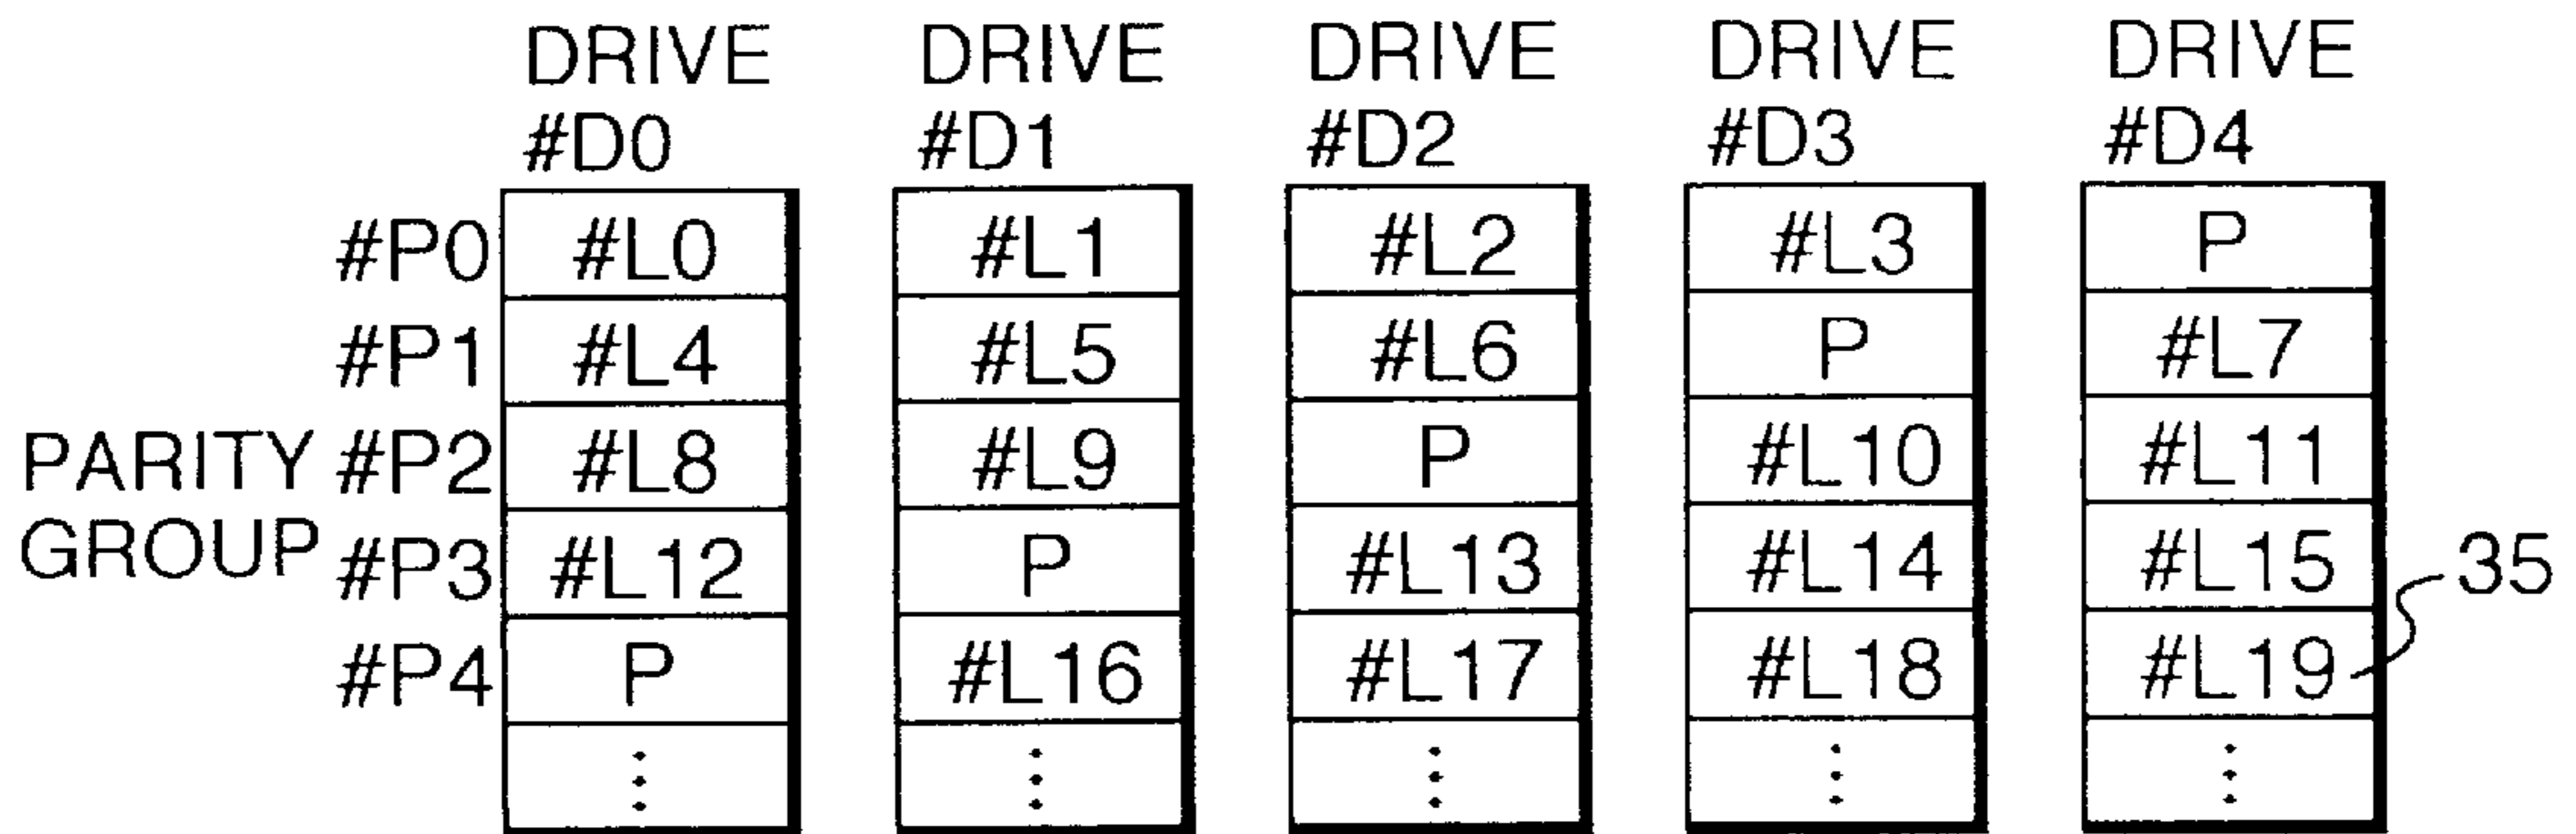 DRIVE DRIVE DRIVE DRIVE DRIVE
#D0 #D1 #D2 #D3 #D4
#P0 #L0 #L1 #L2 #L3 P
#P1 #L4 #L5 #L6 P #L7
PARITY #P2 #L8 #L9 P #L10 #L11
GROUP #P3 #L12 P #L13 #L14 #L15 35
#P4 P #L16 #L17 #L18 #L19